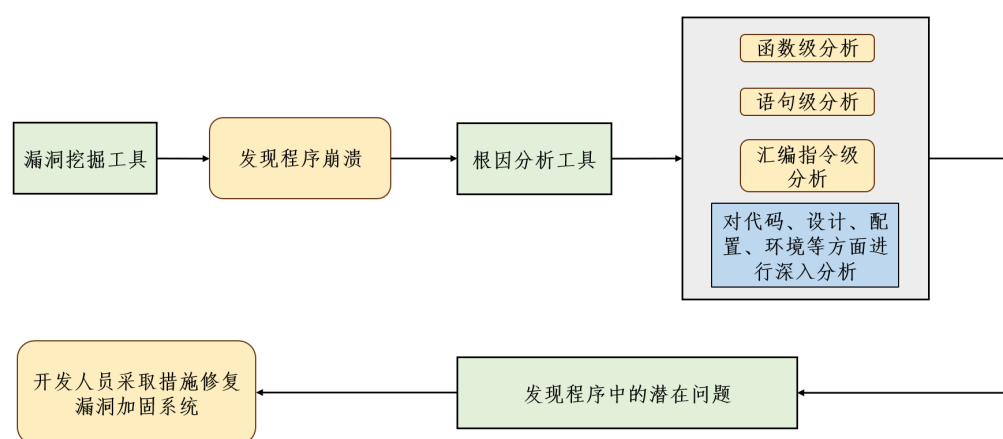 漏洞挖掘工具
发现程序崩溃
根因分析工具
函数级分析
语句级分析
汇编指令级
分析
对代码、设计、配
置、环境等方面进
行深入分析
发现程序中的潜在问题
开发人员采取措施修复
漏洞加固系统